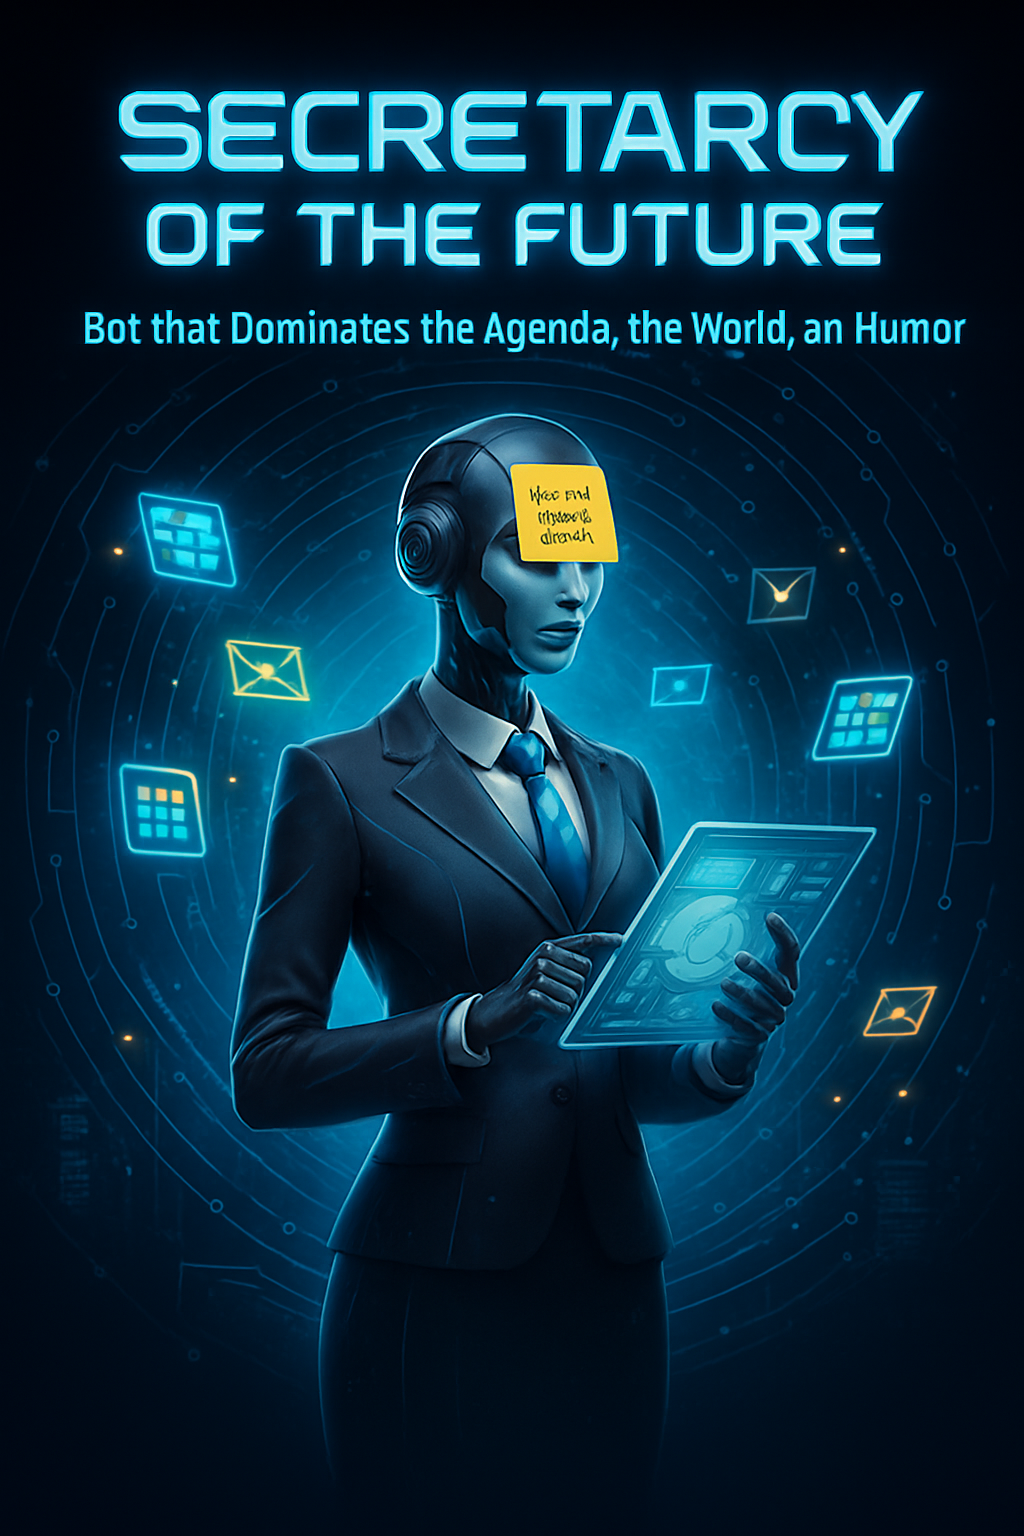 SECRETARCY
OF THE FUTURE
Bot that Dominates the Agenda, the World, an Humor